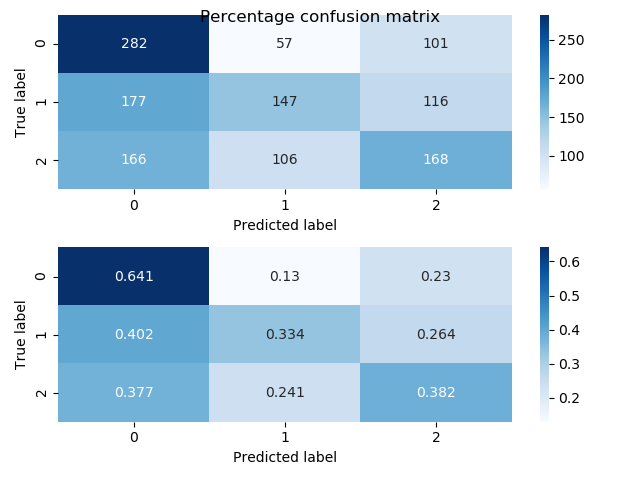 Percentage confusion matrix
True label
0 282 57 101
1 177 147 116
2 166 106 168
0 1 2
Predicted label
250
200
150
100
True label
0 0.641 0.13 0.23
1 0.402 0.334 0.264
2 0.377 0.241 0.382
0 1 2
Predicted label
0.6
0.5
0.4
0.3
0.2